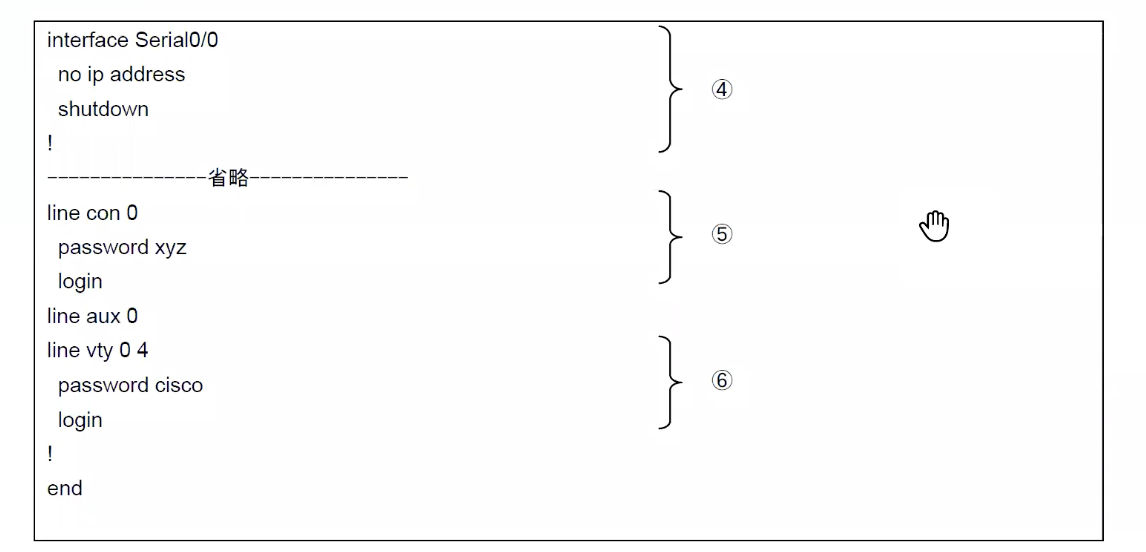 interface Serial0/0
no ip address
shutdown
!
④
---------------省略---------------
line con 0
password xyz
login
⑤
line aux 0
line vty 0 4
password cisco
login
⑥
!
end